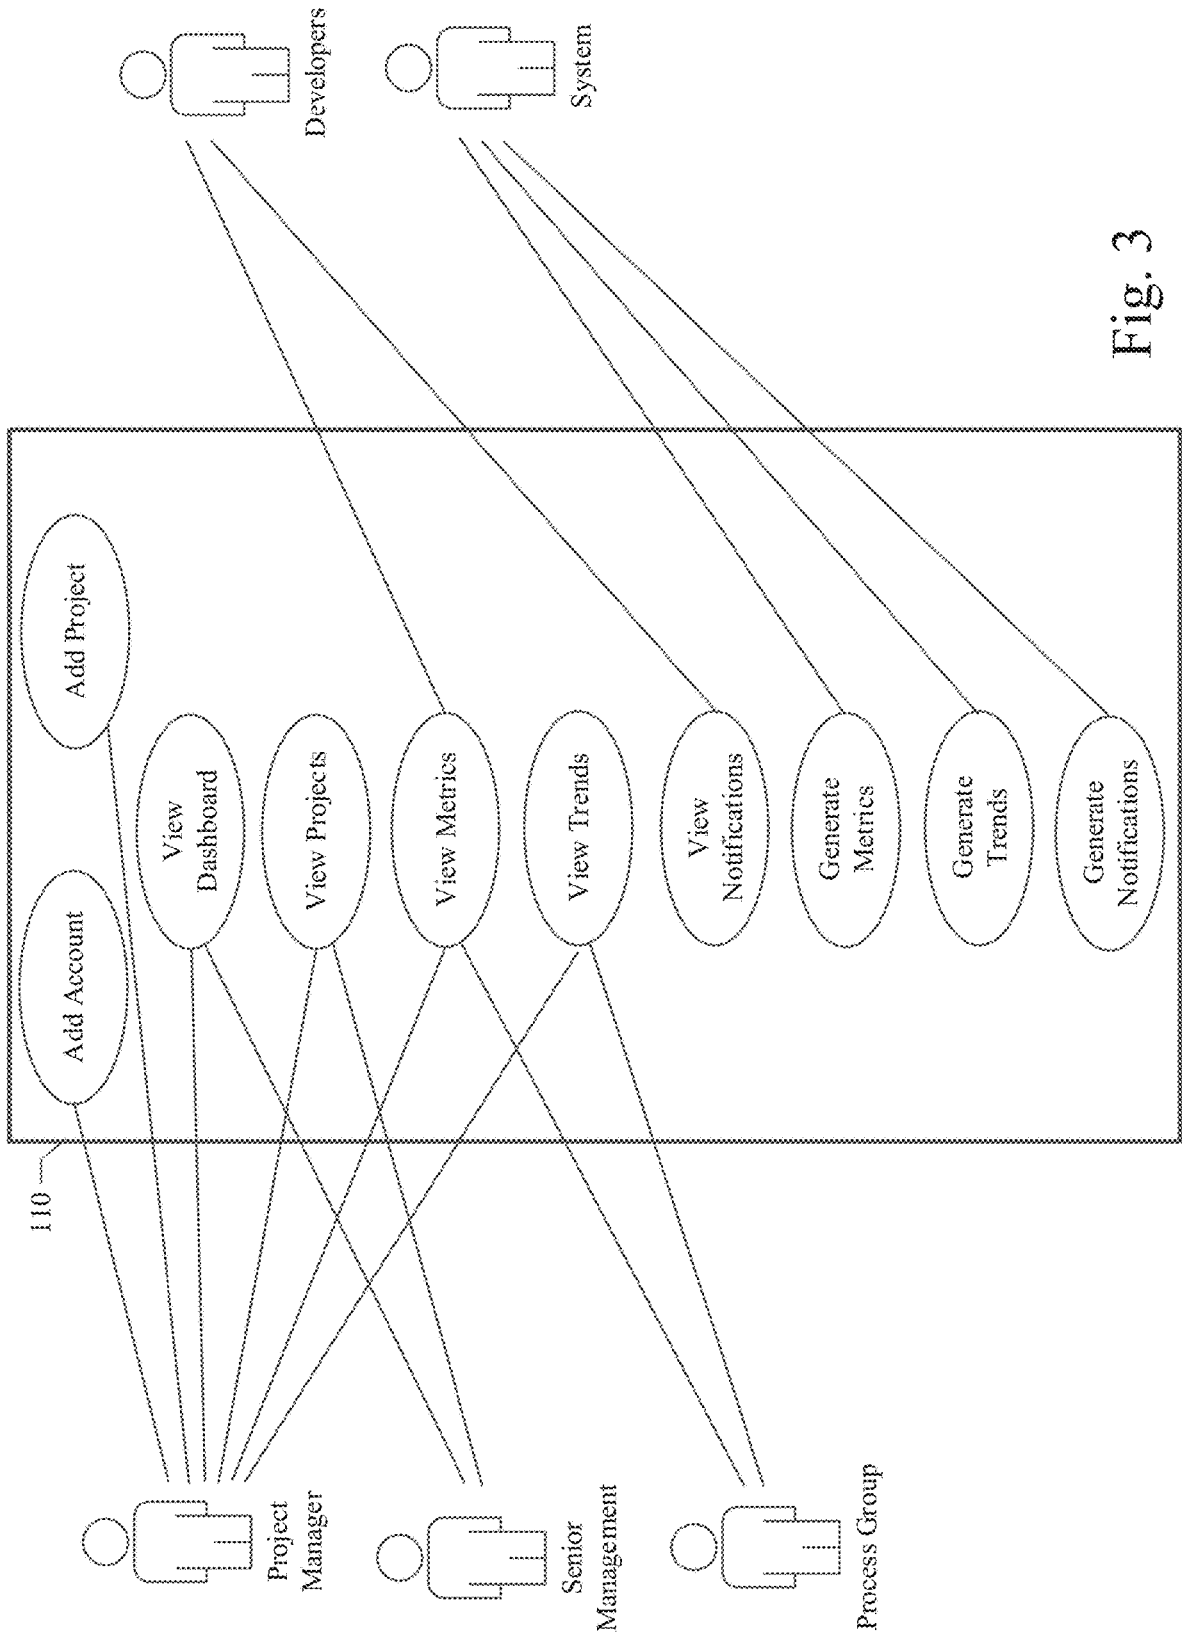 110
Add Account
Add Project
View
Dashboard
View Projects
View Metrics
View Trends
View
Notifications
Generate
Metrics
Generate
Trends
Generate
Notifications
Project
Manager
Senior
Management
Process Group
Developers
System
Fig. 3